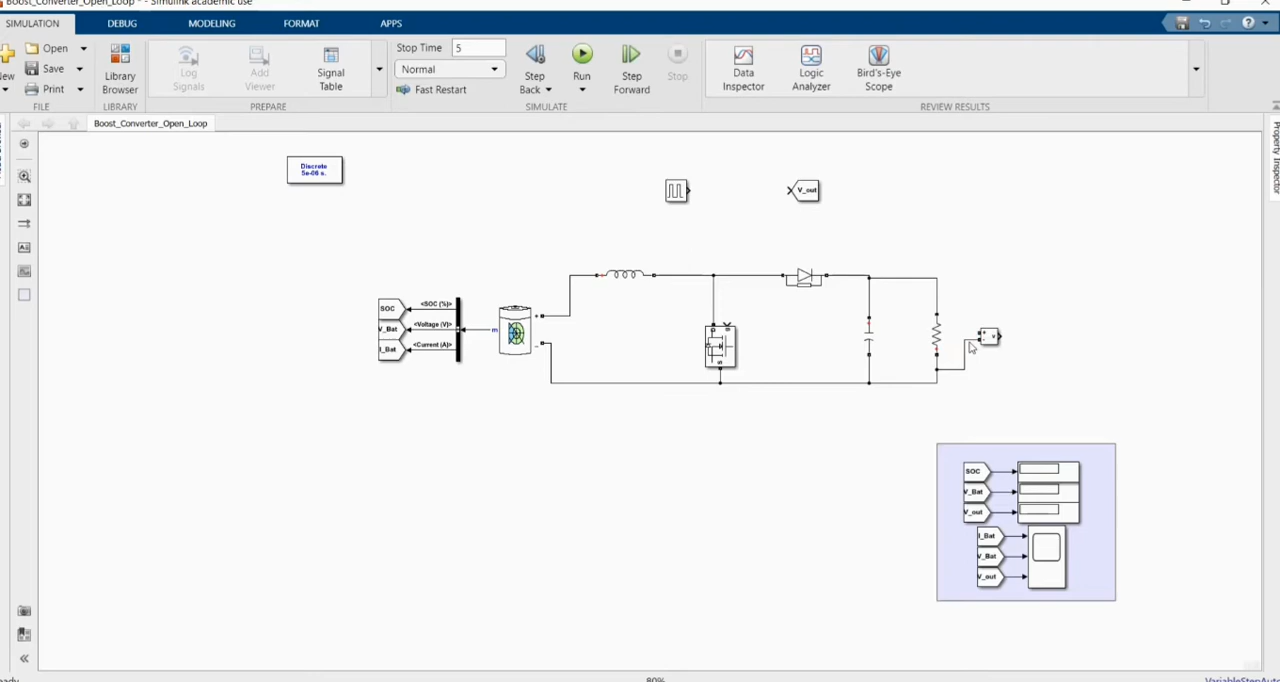 Boost_Converter_Open_Loop * - Simulink academic use
SIMULATION DEBUG MODELING FORMAT APPS
Open
Save
Print
FILE
Library Browser
LIBRARY
Log Signals
Add Viewer
Signal Table
PREPARE
Stop Time 5
Normal
Fast Restart
Step Back
Run
Step Forward
Stop
SIMULATE
Data Inspector
Logic Analyzer
Bird's-Eye Scope
REVIEW RESULTS
Boost_Converter_Open_Loop
Property Inspector
Discrete
5e-06 s.
V_out
SOC <SOC (%)>
V_Bat <Voltage (V)> m
I_Bat <Current (A)>
+
-
g
S
+
- v
SOC
V_Bat
V_out
I_Bat
V_Bat
V_out
80%